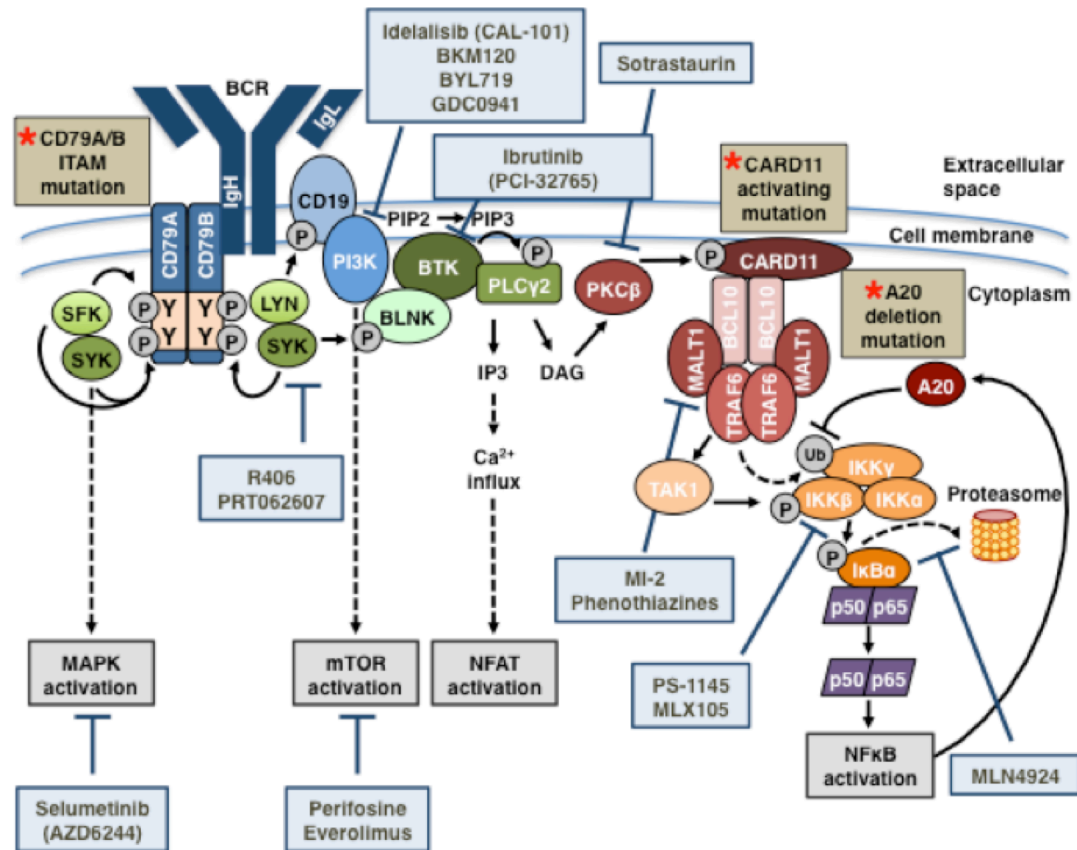 Idelalisib (CAL-101)
BKM120
BYL719
GDC0941
Sotrastaurin
BCR
IgL
IgH
*CD79A/B
ITAM
mutation
Ibrutinib
(PCI-32765)
*CARD11
activating
mutation
Extracellular
space
Cell membrane
Cytoplasm
CD79A
CD79B
CD19
P
PIP2
PIP3
PI3K
BTK
P
PLCγ2
PKCβ
P
CARD11
BCL10
BCL10
*A20
deletion
mutation
SFK
SYK
P
P
Y
Y
Y
Y
P
P
LYN
SYK
P
BLNK
IP3
DAG
MALT1
MALT1
TRAF6
TRAF6
A20
R406
PRT062607
Ca2+
influx
TAK1
Ub
IKKγ
P
IKKβ
IKKα
Proteasome
P
IκBα
p50
p65
MI-2
Phenothiazines
p50
p65
PS-1145
MLX105
MAPK
activation
mTOR
activation
NFAT
activation
NFκB
activation
MLN4924
Selumetinib
(AZD6244)
Perifosine
Everolimus